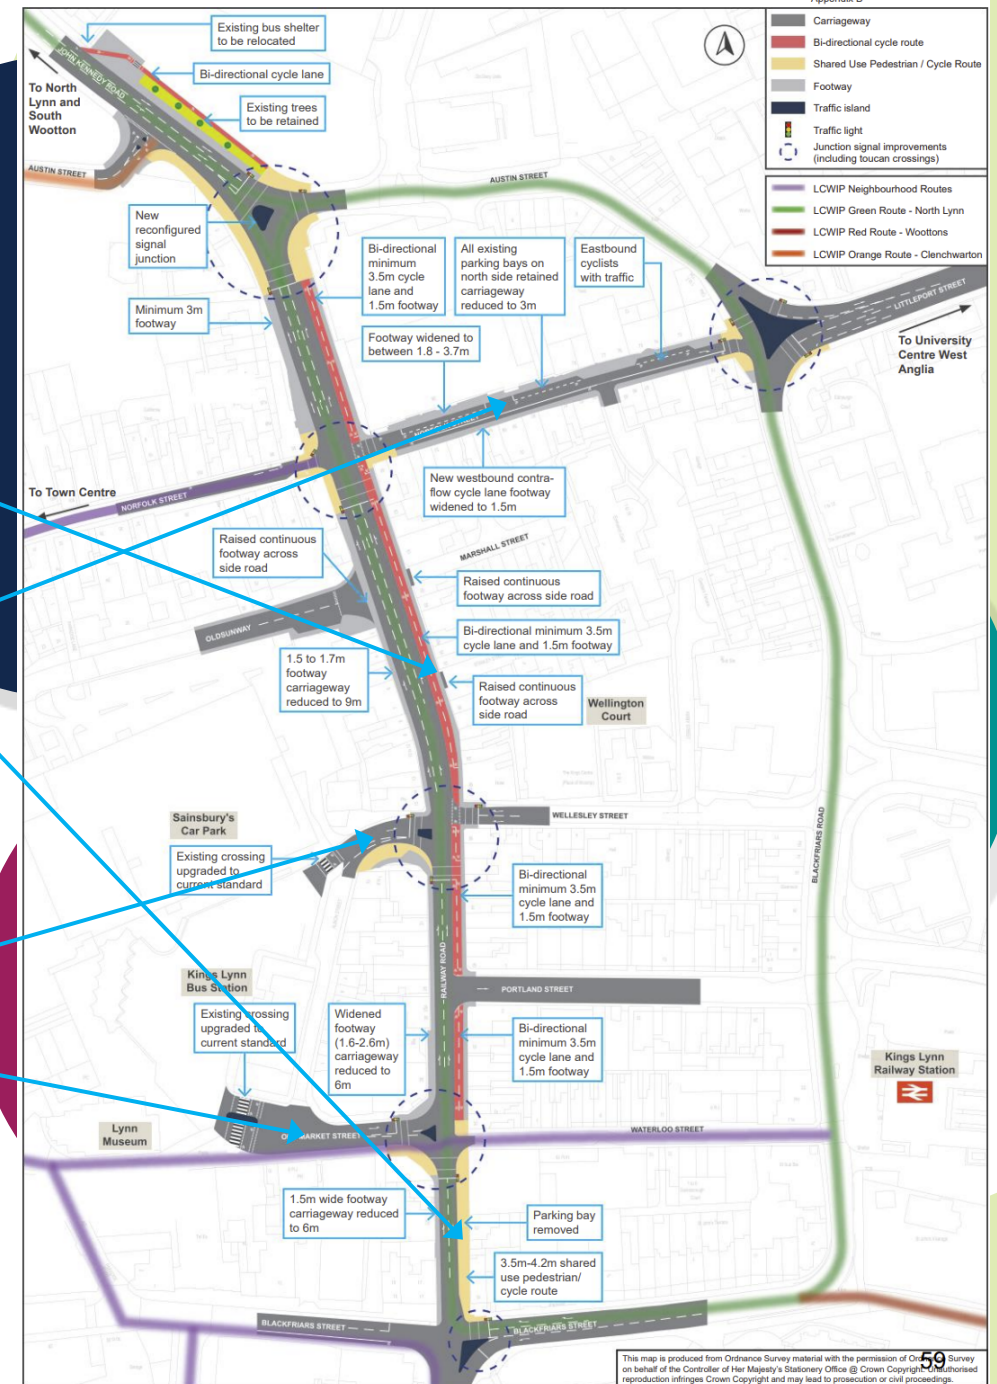 Appendix B
Carriageway
Bi-directional cycle route
Shared Use Pedestrian / Cycle Route
Footway
Traffic island
Traffic light
Junction signal improvements
(including toucan crossings)
LCWIP Neighbourhood Routes
LCWIP Green Route - North Lynn
LCWIP Red Route - Woottons
LCWIP Orange Route - Clenchwarton
Existing bus shelter
to be relocated
JOHN KENNEDY ROAD
Bi-directional cycle lane
To North
Lynn and
South
Wootton
Existing trees
to be retained
AUSTIN STREET
AUSTIN STREET
New
reconfigured
signal
junction
Bi-directional
minimum
3.5m cycle
lane and
1.5m footway
All existing
parking bays on
north side retained
carriageway
reduced to 3m
Eastbound
cyclists
with traffic
LITTLEPORT STREET
Minimum 3m
footway
Footway widened to
between 1.8 - 3.7m
To University
Centre West
Anglia
To Town Centre
NORFOLK STREET
New westbound contra-
flow cycle lane footway
widened to 1.5m
Raised continuous
footway across
side road
MARSHALL STREET
Raised continuous
footway across side road
OLDSUNWAY
Bi-directional minimum 3.5m
cycle lane and 1.5m footway
1.5 to 1.7m
footway
carriageway
reduced to 9m
Raised continuous
footway across
side road
Wellington
Court
Sainsbury's
Car Park
WELLESLEY STREET
BLACKFRIARS ROAD
Existing crossing
upgraded to
current standard
Bi-directional
minimum 3.5m
cycle lane and
1.5m footway
RAILWAY ROAD
Kings Lynn
Bus Station
PORTLAND STREET
Existing crossing
upgraded to
current standard
Widened
footway
(1.6-2.6m)
carriageway
reduced to
6m
Bi-directional
minimum 3.5m
cycle lane and
1.5m footway
Kings Lynn
Railway Station
Lynn
Museum
MARKET STREET
WATERLOO STREET
1.5m wide footway
carriageway reduced
to 6m
Parking bay
removed
3.5m-4.2m shared
use pedestrian/
cycle route
BLACKFRIARS STREET
BLACKFRIARS STREET
This map is produced from Ordnance Survey material with the permission of Ordnance Survey
on behalf of the Controller of Her Majesty's Stationery Office @ Crown Copyright. Unauthorised
reproduction infringes Crown Copyright and may lead to prosecution or civil proceedings.
59